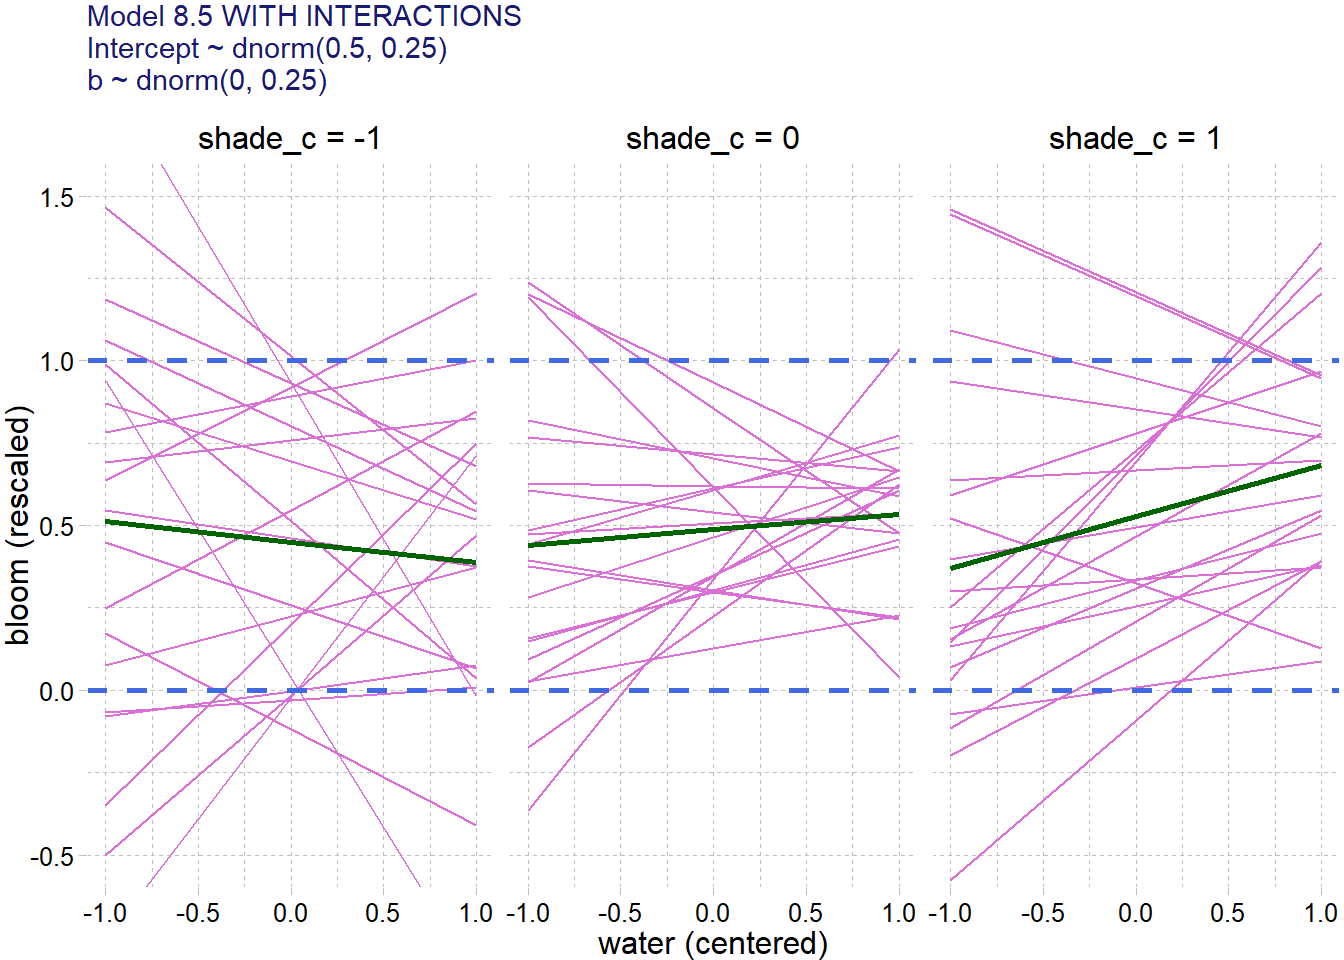 Model 8.5 WITH INTERACTIONS
Intercept ~ dnorm(0.5, 0.25)
b ~ dnorm(0, 0.25)
shade_c = -1
shade_c = 0
shade_c = 1
bloom (rescaled)
1.5
1.0
0.5
0.0
-0.5
-1.0 -0.5 0.0 0.5 1.0
-1.0 -0.5 0.0 0.5 1.0
-1.0 -0.5 0.0 0.5 1.0
water (centered)